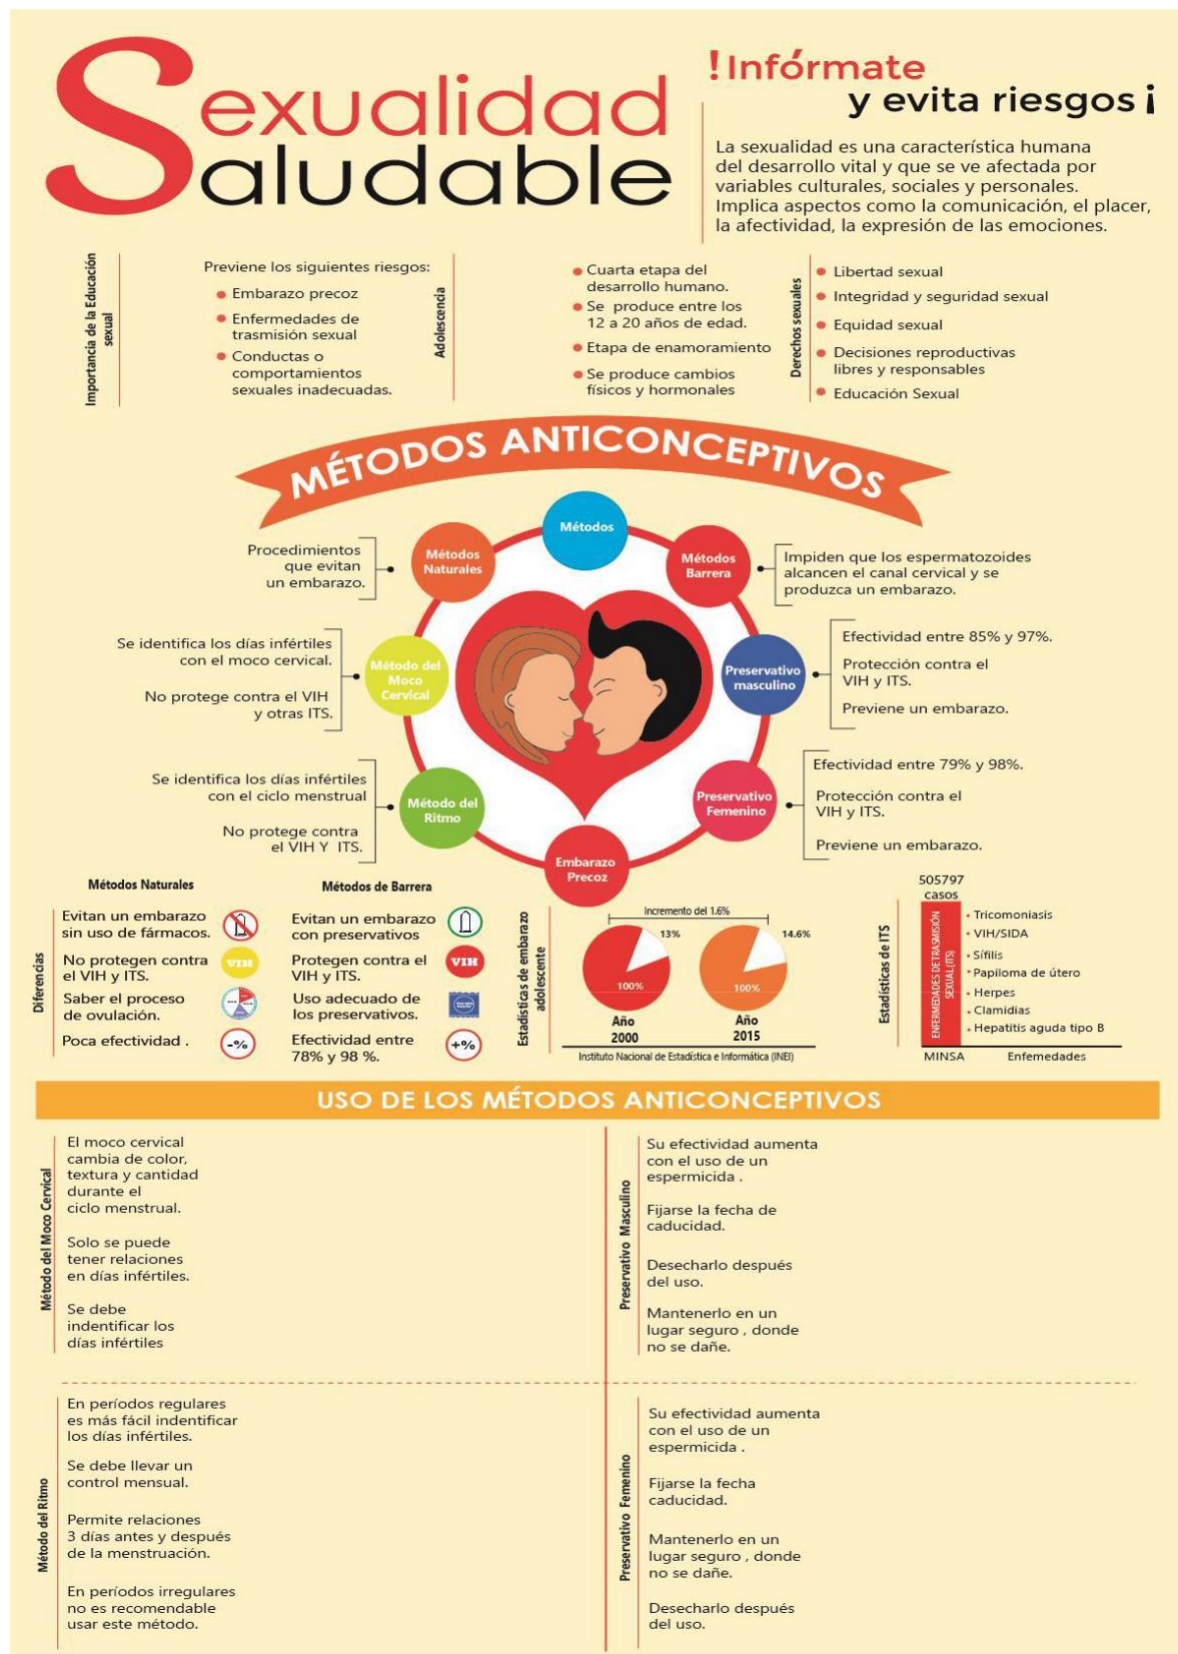 Sexualidad
Saludable
!Infórmate
y evita riesgos¡
La sexualidad es una característica humana
del desarrollo vital y que se ve afectada por
variables culturales, sociales y personales.
Implica aspectos como la comunicación, el placer,
la afectividad, la expresión de las emociones.
Importancia de la Educación
sexual
Previene los siguientes riesgos:
Embarazo precoz
Enfermedades de
trasmisión sexual
Conductas o
comportamientos
sexuales inadecuadas.
Adolescencia
Cuarta etapa del
desarrollo humano.
Se produce entre los
12 a 20 años de edad.
Etapa de enamoramiento
Se produce cambios
físicos y hormonales
Derechos sexuales
Libertad sexual
Integridad y seguridad sexual
Equidad sexual
Decisiones reproductivas
libres y responsables
Educación Sexual
MÉTODOS ANTICONCEPTIVOS
Métodos
Métodos
Naturales
Procedimientos
que evitan
un embarazo.
Métodos
Barrera
Impiden que los espermatozoides
alcancen el canal cervical y se
produzca un embarazo.
Se identifica los días infértiles
con el moco cervical.
No protege contra el VIH
y otras ITS.
Método del
Moco
Cervical
Preservativo
masculino
Efectividad entre 85% y 97%.
Protección contra el
VIH y ITS.
Previene un embarazo.
Se identifica los días infértiles
con el ciclo menstrual
No protege contra
el VIH Y ITS.
Método del
Ritmo
Preservativo
Femenino
Efectividad entre 79% y 98%.
Protección contra el
VIH y ITS.
Previene un embarazo.
Embarazo
Precoz
Diferencias
Métodos Naturales
Evitan un embarazo
sin uso de fármacos.
No protegen contra
el VIH y ITS.
VIH
Saber el proceso
de ovulación.
Poca efectividad .
-%
Métodos de Barrera
Evitan un embarazo
con preservativos
Protegen contra el
VIH y ITS.
VIH
Uso adecuado de
los preservativos.
Efectividad entre
78% y 98 %.
+%
Estadísticas de embarazo
adolescente
Incremento del 1.6%
13%
14.6%
100%
100%
Año
2000
Año
2015
Instituto Nacional de Estadística e Informática (INEI)
Estadísticas de ITS
505797
casos
ENFERMEDADES DE TRASMISIÓN
SEXUAL (ITS)
Tricomoniasis
VIH/SIDA
Sífilis
Papiloma de útero
Herpes
Clamidias
Hepatitis aguda tipo B
MINSA
Enfemedades
USO DE LOS MÉTODOS ANTICONCEPTIVOS
Método del Moco Cervical
El moco cervical
cambia de color,
textura y cantidad
durante el
ciclo menstrual.
Solo se puede
tener relaciones
en días infértiles.
Se debe
indentificar los
días infértiles
Preservativo Masculino
Su efectividad aumenta
con el uso de un
espermicida .
Fijarse la fecha de
caducidad.
Desecharlo después
del uso.
Mantenerlo en un
lugar seguro , donde
no se dañe.
Método del Ritmo
En períodos regulares
es más fácil indentificar
los días infértiles.
Se debe llevar un
control mensual.
Permite relaciones
3 días antes y después
de la menstruación.
En períodos irregulares
no es recomendable
usar este método.
Preservativo Femenino
Su efectividad aumenta
con el uso de un
espermicida .
Fijarse la fecha
caducidad.
Mantenerlo en un
lugar seguro , donde
no se dañe.
Desecharlo después
del uso.